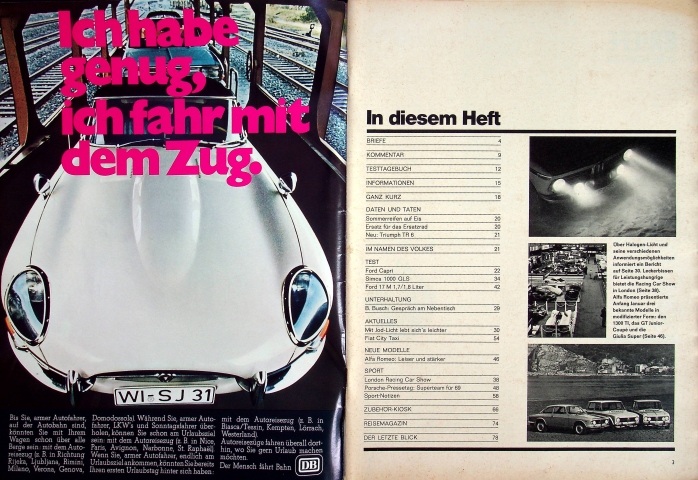 Ich habe
genug,
ich fahr mit
dem Zug.
WI-SJ 31
Bis Sie, armer Autofahrer,
auf der Autobahn sind,
könnten Sie schon mit Ihrem
Wagen schon über alle
Berge sein: mit dem Auto-
reisezug (z. B. in Richtung
Rijeka, Ljubljana, Rimini,
Milano, Verona, Genova,
Domodossola). Während Sie, armer Auto-
fahrer, LKW's und Sonntagsfahrer über-
holen, können Sie schon am Urlaubsziel
sein mit dem Autoreisezug (z. B. in Nice,
Paris, Avignon, Narbonne, St. Raphaël)
Wenn Sie, armer Autofahrer, endlich am
Urlaubsziel ankommen, könnten Sie bereits
Ihren ersten Urlaubstag hinter sich haben:
mit dem Autoreisezug (z. B. in
Biasca/Tessin, Kempten, Lörrach,
Westerland).
Autoreisezüge fahren überall dort-
hin, wo Sie gern Urlaub machen
möchten.
Der Mensch fährt Bahn
DB
In diesem Heft
BRIEFE 4
KOMMENTAR 9
TESTTAGEBUCH 12
INFORMATIONEN 15
GANZ KURZ 16
DATEN UND TATEN
Sommerreifen auf Eis 20
Ersatz für das Ersatzrad 20
Neu: Triumph TR 6 21
IM NAMEN DES VOLKES 21
TEST
Ford Capri 22
Simca 1000 GLS 34
Ford 17 M 1,7/1,8 Liter 42
UNTERHALTUNG
B. Busch: Gespräch am Nebentisch 29
AKTUELLES
Mit Jod-Licht lebt sich's leichter 30
Fiat City Taxi 54
NEUE MODELLE
Alfa Romeo: Leiser und stärker 46
SPORT
London Racing Car Show 38
Porsche-Pressetag: Superteam für 69 48
Sport-Notizen 58
ZUBEHÖR-KIOSK 66
REISEMAGAZIN 74
DER LETZTE BLICK 78
Über Halogen-Licht und
seine verschiedenen
Anwendungsmöglichkeiten
informiert ein Bericht
auf Seite 30. Leckerbissen
für Leistungshungrige
bietet die Racing Car Show
in London (Seite 38).
Alfa Romeo präsentierte
Anfang Januar drei
bekannte Modelle in
modifizierter Form: den
1300 TI, das GT Junior-
Coupé und die
Giulia Super (Seite 46).
3